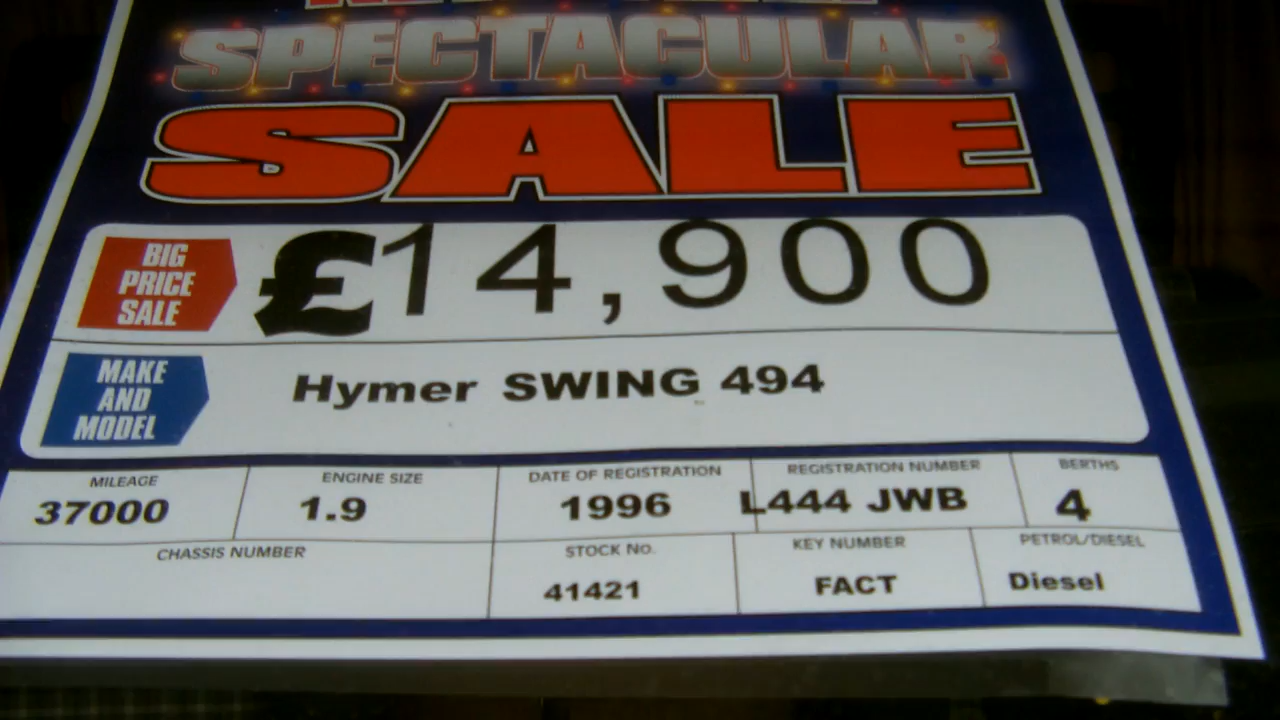 SPECTACULAR
SALE
BIG
PRICE
SALE
£14,900
MAKE
AND
MODEL
Hymer SWING 494
MILEAGE
37000
ENGINE SIZE
1.9
DATE OF REGISTRATION
1996
REGISTRATION NUMBER
L444 JWB
BERTHS
4
CHASSIS NUMBER
STOCK NO.
41421
KEY NUMBER
FACT
PETROL/DIESEL
Diesel